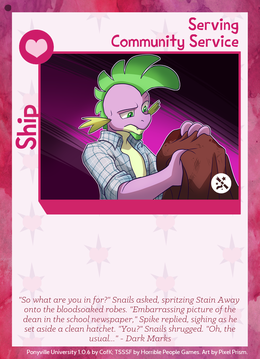 Serving
Community Service
Ship
"So what are you in for?" Snails asked, spritzing Stain Away
onto the bloodsoaked robes. "Embarrassing picture of the
dean in the school newspaper," Spike replied, sighing as he
set aside a clean hatchet. "You?" Snails shrugged. "Oh, the
usual..." - Dark Marks
Ponyville University 1.0.6 by CofK. TSSSF by Horrible People Games. Art by Pixel Prism.